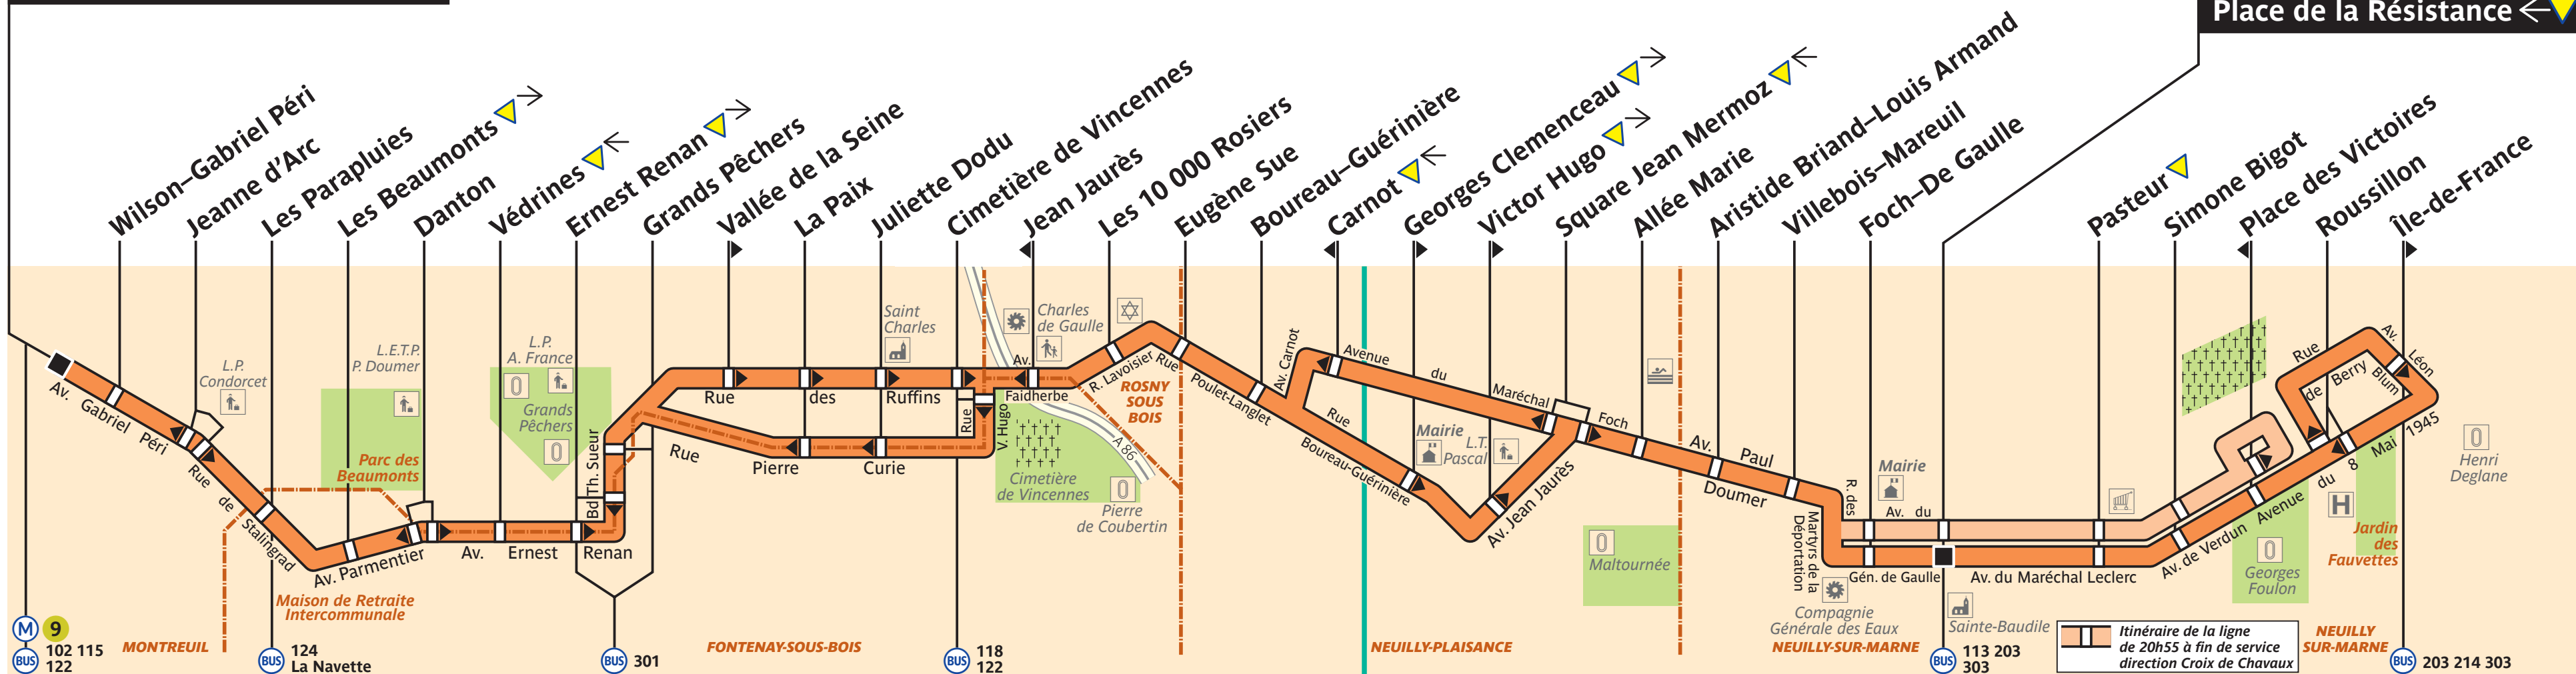 Place de la Résistance
Wilson–Gabriel Péri
Jeanne d'Arc
Les Parapluies
Les Beaumonts
Danton
Védrines
Ernest Renan
Grands Pêchers
Vallée de la Seine
La Paix
Juliette Dodu
Cimetière de Vincennes
Jean Jaurès
Les 10 000 Rosiers
Eugène Sue
Boureau–Guérinière
Carnot
Georges Clemenceau
Victor Hugo
Square Jean Mermoz
Allée Marie
Aristide Briand–Louis Armand
Villebois–Mareuil
Foch–De Gaulle
Pasteur
Simone Bigot
Place des Victoires
Roussillon
Île-de-France
Av. Gabriel Péri
L.P.
Condorcet
Rue de Stalingrad
L.E.T.P.
P. Doumer
Parc des
Beaumonts
Av. Parmentier
Maison de Retraite
Intercommunale
L.P.
A. France
Grands
Pêchers
Av. Ernest Renan
Bd Th. Sueur
Rue des Ruffins
Saint
Charles
Rue Pierre Curie
Rue
V. Hugo
Charles
de Gaulle
Av.
Faidherbe
Cimetière
de Vincennes
A 86
Pierre
de Coubertin
R. Lavoisier
ROSNY
SOUS
BOIS
Rue Poulet-Langlet
Av. Carnot
Avenue du Maréchal Foch
Rue Boureau-Guérinière
Mairie
L.T.
Pascal
Av. Jean Jaurès
Maltournée
Av. Paul
Doumer
R. des
Martyrs de la
Déportation
Mairie
Av. du
Gén. de Gaulle
Compagnie
Générale des Eaux
Sainte-Baudile
Av. du Maréchal Leclerc
Av. de Verdun
Avenue du 8 Mai 1945
Rue de Berry
Av. Léon
Blum
H
Georges
Foulon
Jardin
des
Fauvettes
Henri
Deglane
M 9
BUS 102 115
122
MONTREUIL
BUS 124
La Navette
BUS 301
FONTENAY-SOUS-BOIS
BUS 118
122
NEUILLY-PLAISANCE
NEUILLY-SUR-MARNE
BUS 113 203
303
Itinéraire de la ligne
de 20h55 à fin de service
direction Croix de Chavaux
NEUILLY
SUR-MARNE
BUS 203 214 303